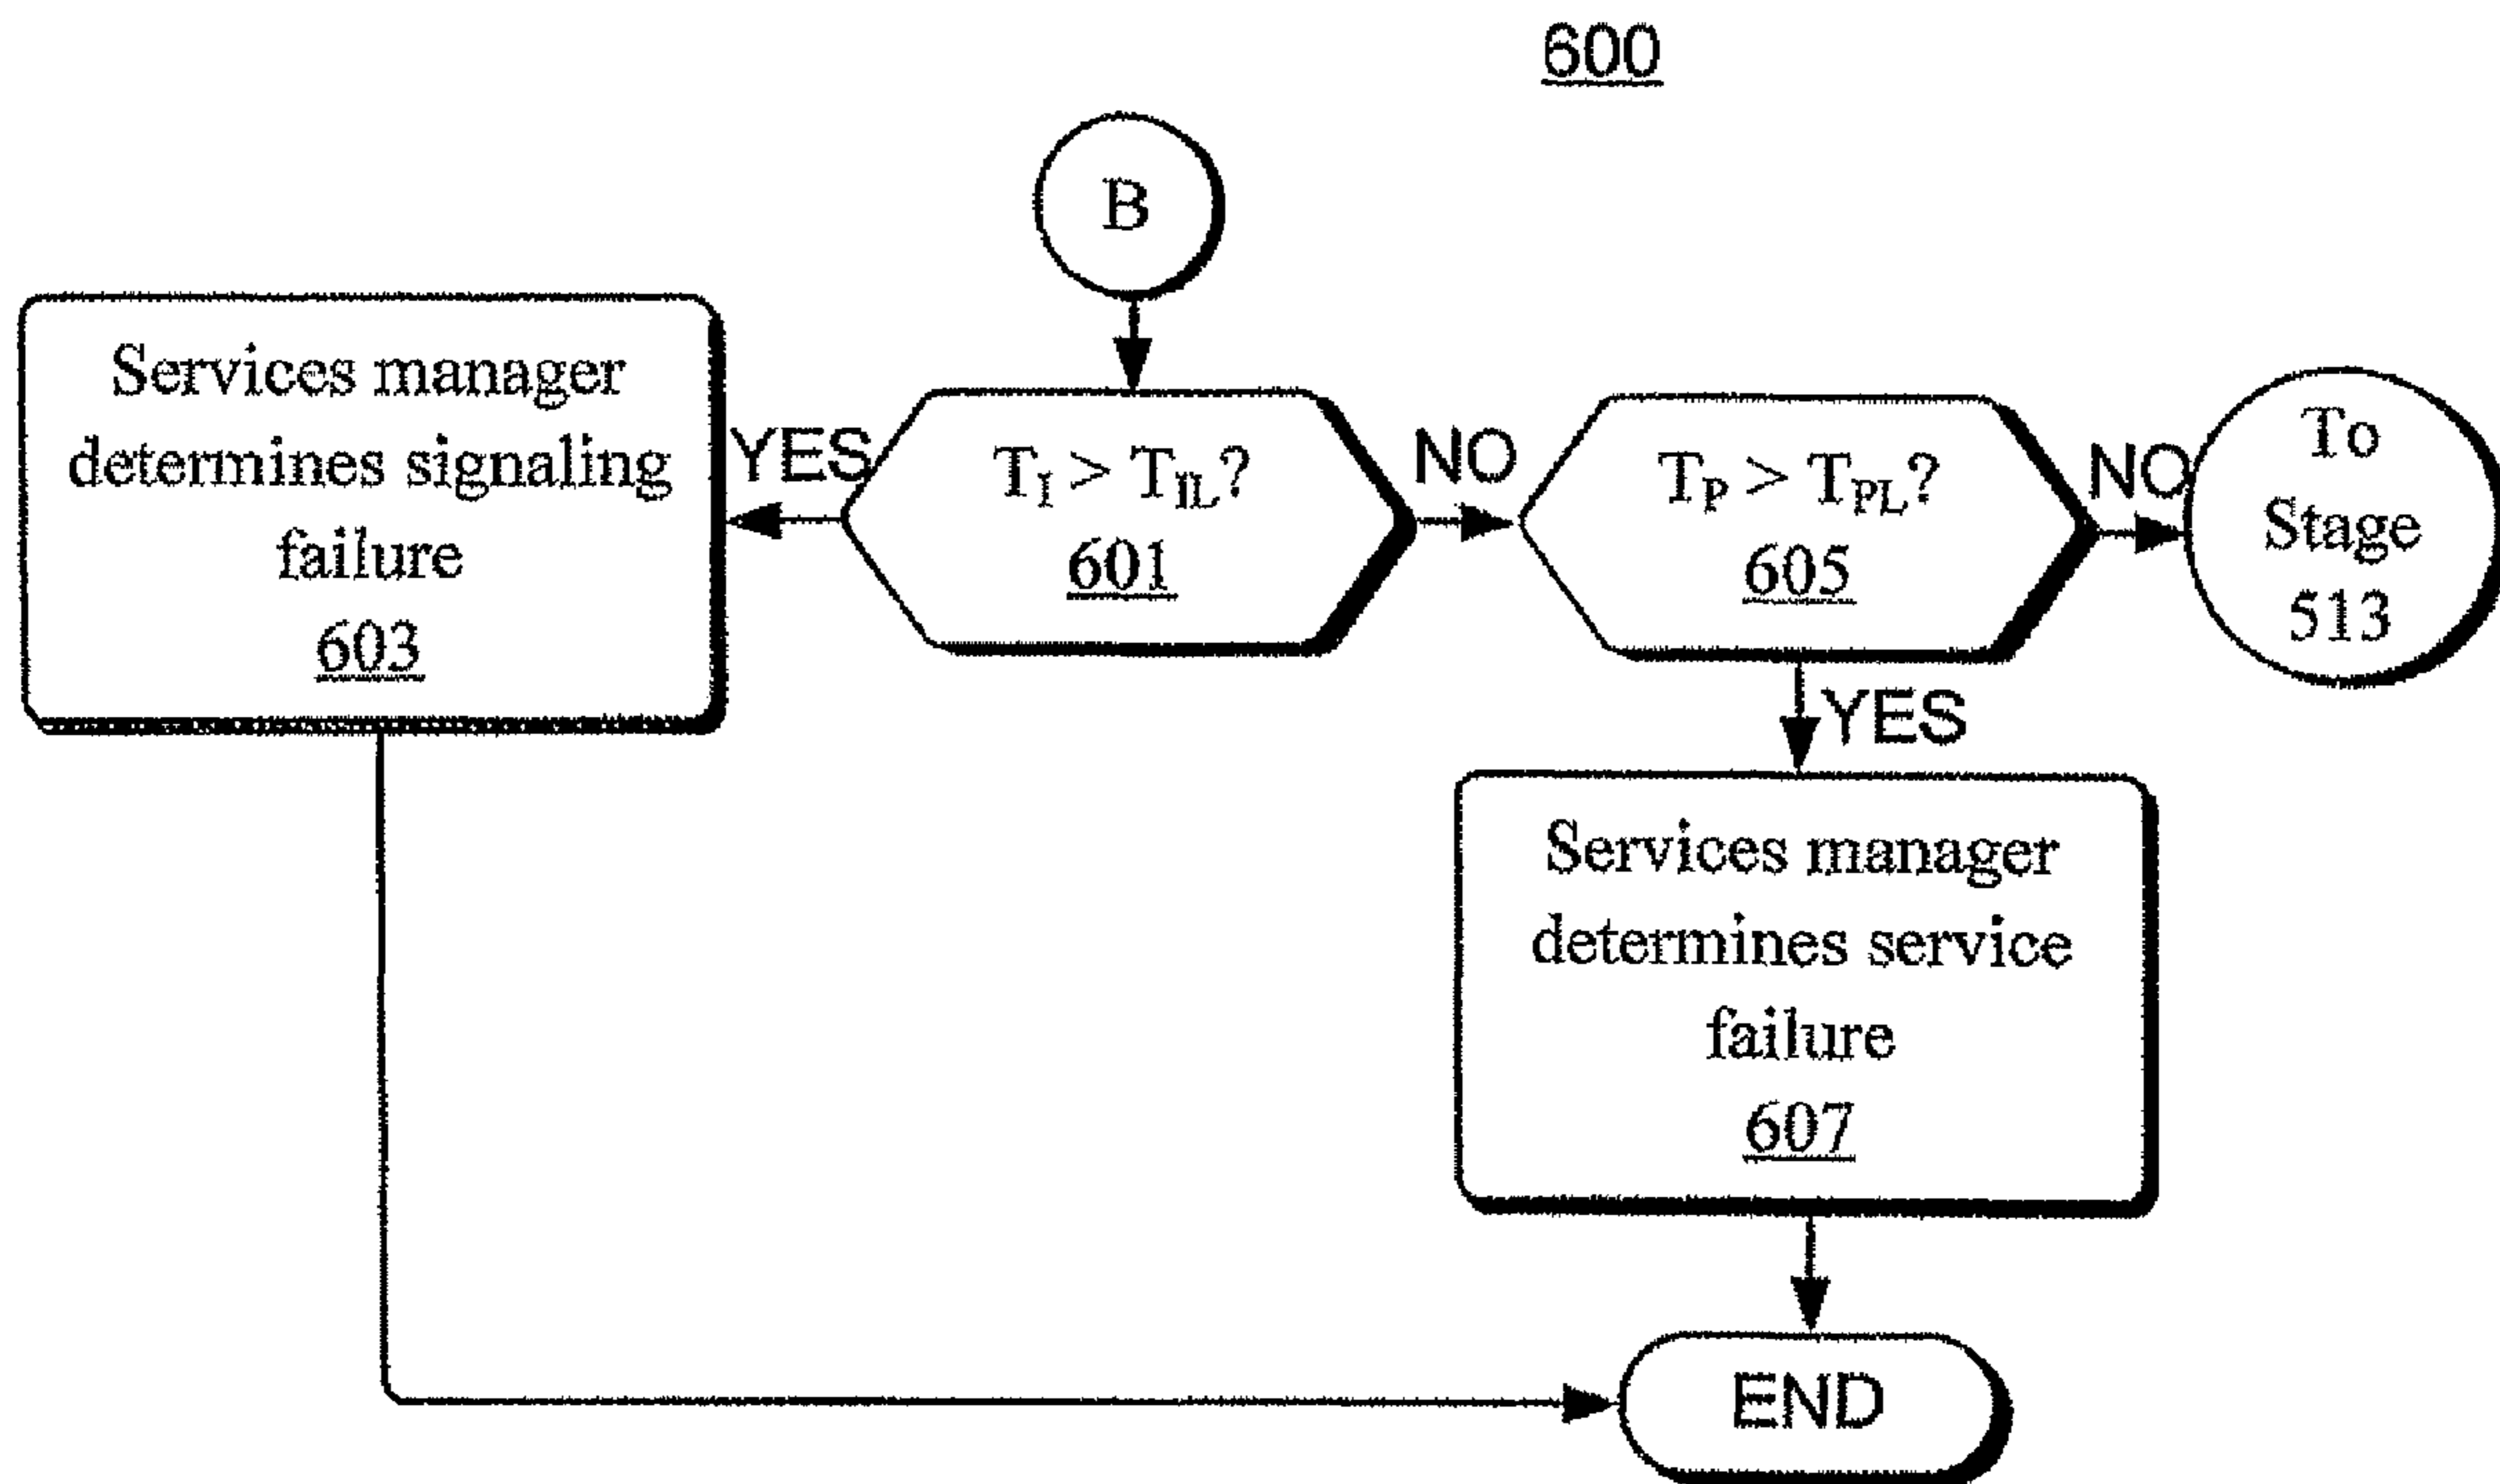 600
B
Services manager
determines signaling
failure
603
YES
T_I > T_IL?
601
NO
T_P > T_PL?
605
NO
To
Stage
513
YES
Services manager
determines service
failure
607
END